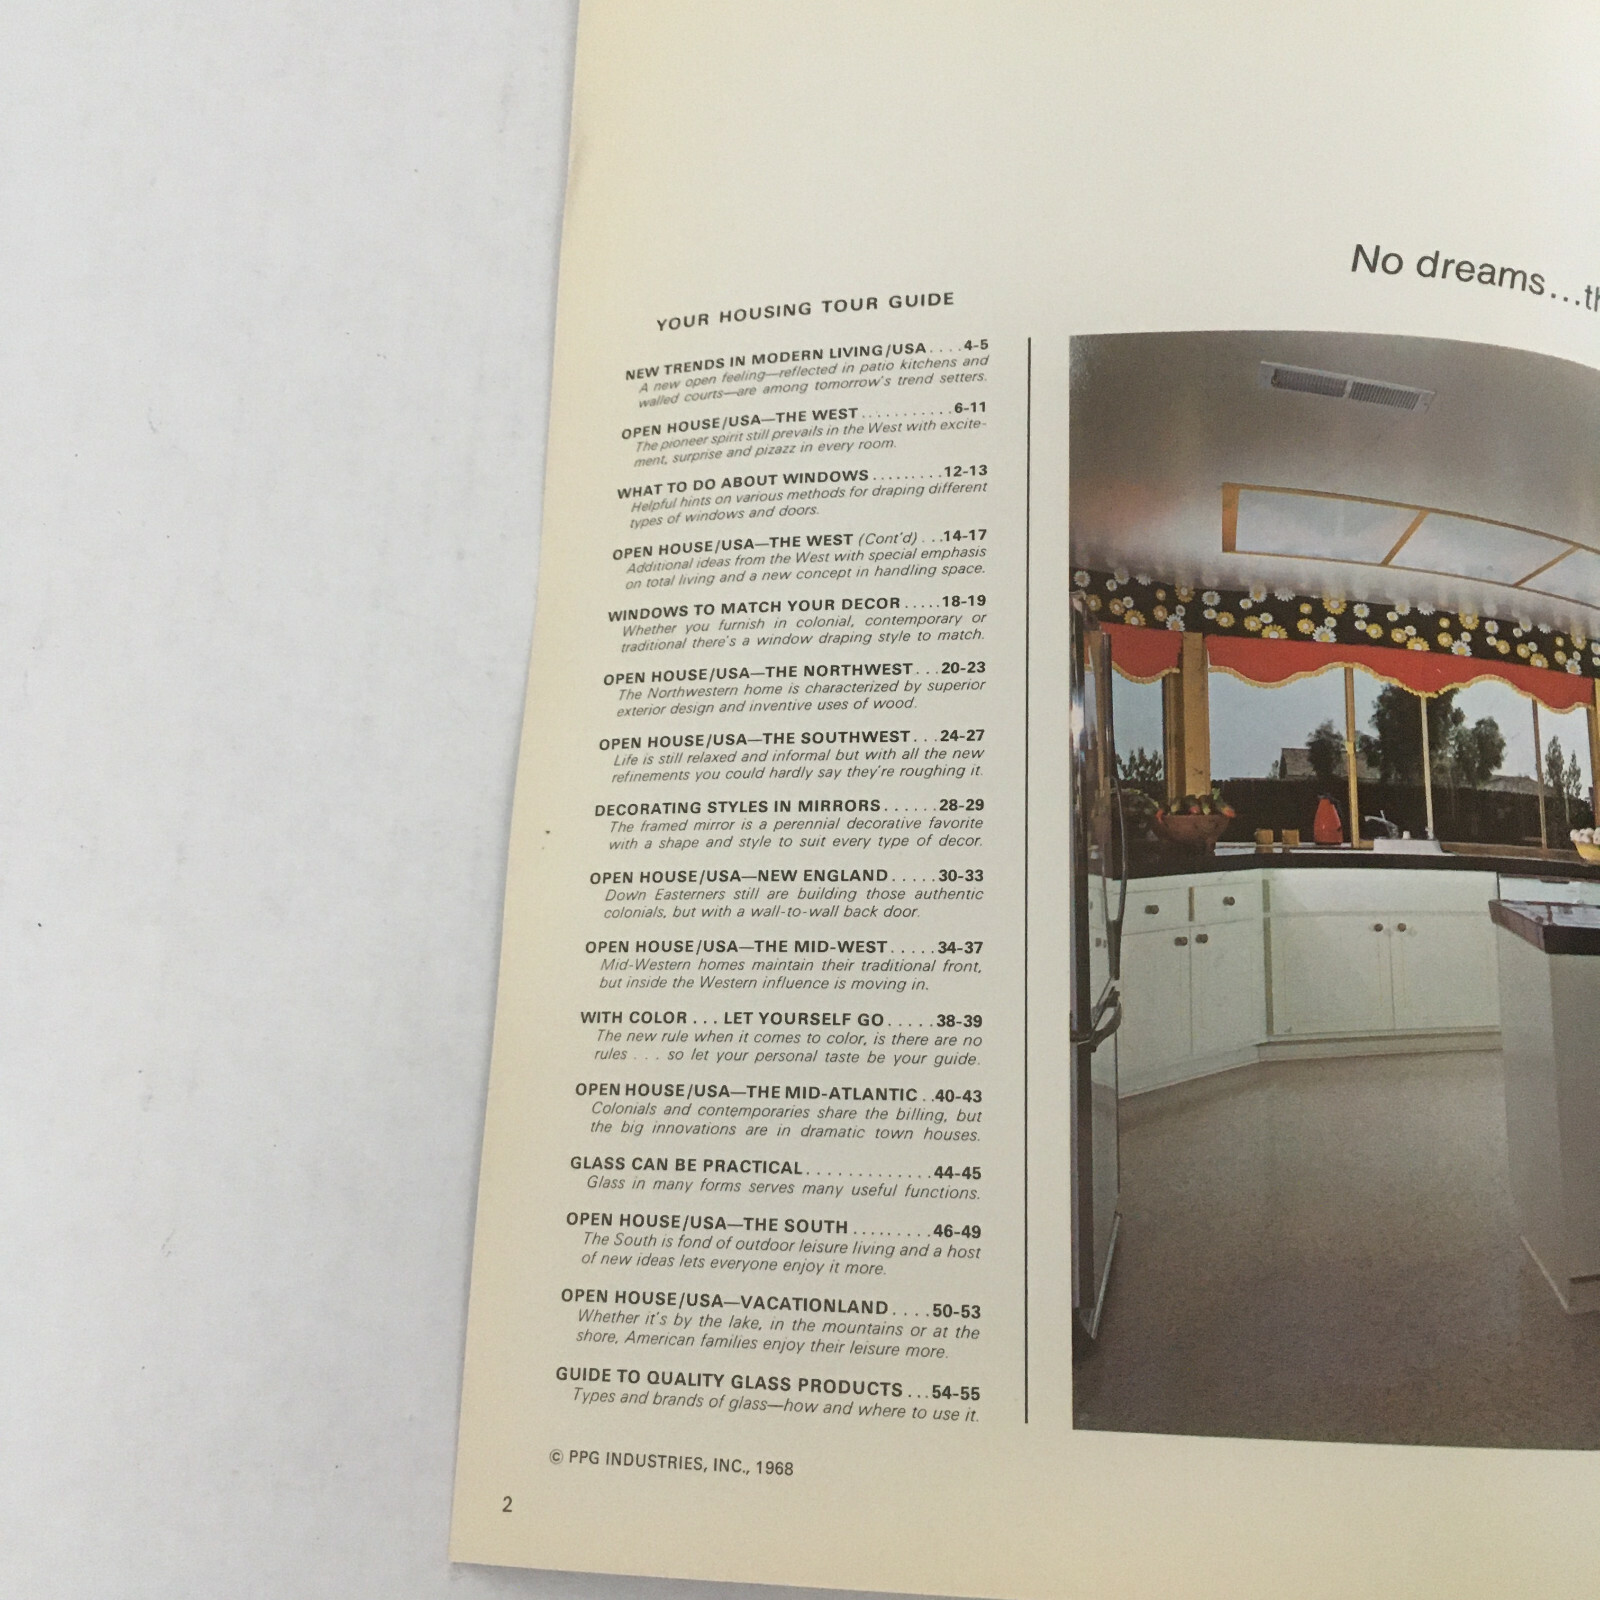 No dreams...th
YOUR HOUSING TOUR GUIDE
NEW TRENDS IN MODERN LIVING/USA....4-5
A new open feeling—reflected in patio kitchens and
walled courts—are among tomorrow's trend setters.
OPEN HOUSE/USA—THE WEST...........6-11
The pioneer spirit still prevails in the West with excite-
ment, surprise and pizazz in every room.
WHAT TO DO ABOUT WINDOWS.........12-13
Helpful hints on various methods for draping different
types of windows and doors.
OPEN HOUSE/USA—THE WEST (Cont'd)...14-17
Additional ideas from the West with special emphasis
on total living and a new concept in handling space.
WINDOWS TO MATCH YOUR DECOR.....18-19
Whether you furnish in colonial, contemporary or
traditional there's a window draping style to match.
OPEN HOUSE/USA—THE NORTHWEST...20-23
The Northwestern home is characterized by superior
exterior design and inventive uses of wood.
OPEN HOUSE/USA—THE SOUTHWEST...24-27
Life is still relaxed and informal but with all the new
refinements you could hardly say they're roughing it.
DECORATING STYLES IN MIRRORS......28-29
The framed mirror is a perennial decorative favorite
with a shape and style to suit every type of decor.
OPEN HOUSE/USA—NEW ENGLAND.....30-33
Down Easterners still are building those authentic
colonials, but with a wall-to-wall back door.
OPEN HOUSE/USA—THE MID-WEST.....34-37
Mid-Western homes maintain their traditional front,
but inside the Western influence is moving in.
WITH COLOR... LET YOURSELF GO.....38-39
The new rule when it comes to color, is there are no
rules... so let your personal taste be your guide.
OPEN HOUSE/USA—THE MID-ATLANTIC..40-43
Colonials and contemporaries share the billing, but
the big innovations are in dramatic town houses.
GLASS CAN BE PRACTICAL.............44-45
Glass in many forms serves many useful functions.
OPEN HOUSE/USA—THE SOUTH.........46-49
The South is fond of outdoor leisure living and a host
of new ideas lets everyone enjoy it more.
OPEN HOUSE/USA—VACATIONLAND....50-53
Whether it's by the lake, in the mountains or at the
shore, American families enjoy their leisure more.
GUIDE TO QUALITY GLASS PRODUCTS...54-55
Types and brands of glass—how and where to use it.
© PPG INDUSTRIES, INC., 1968
2